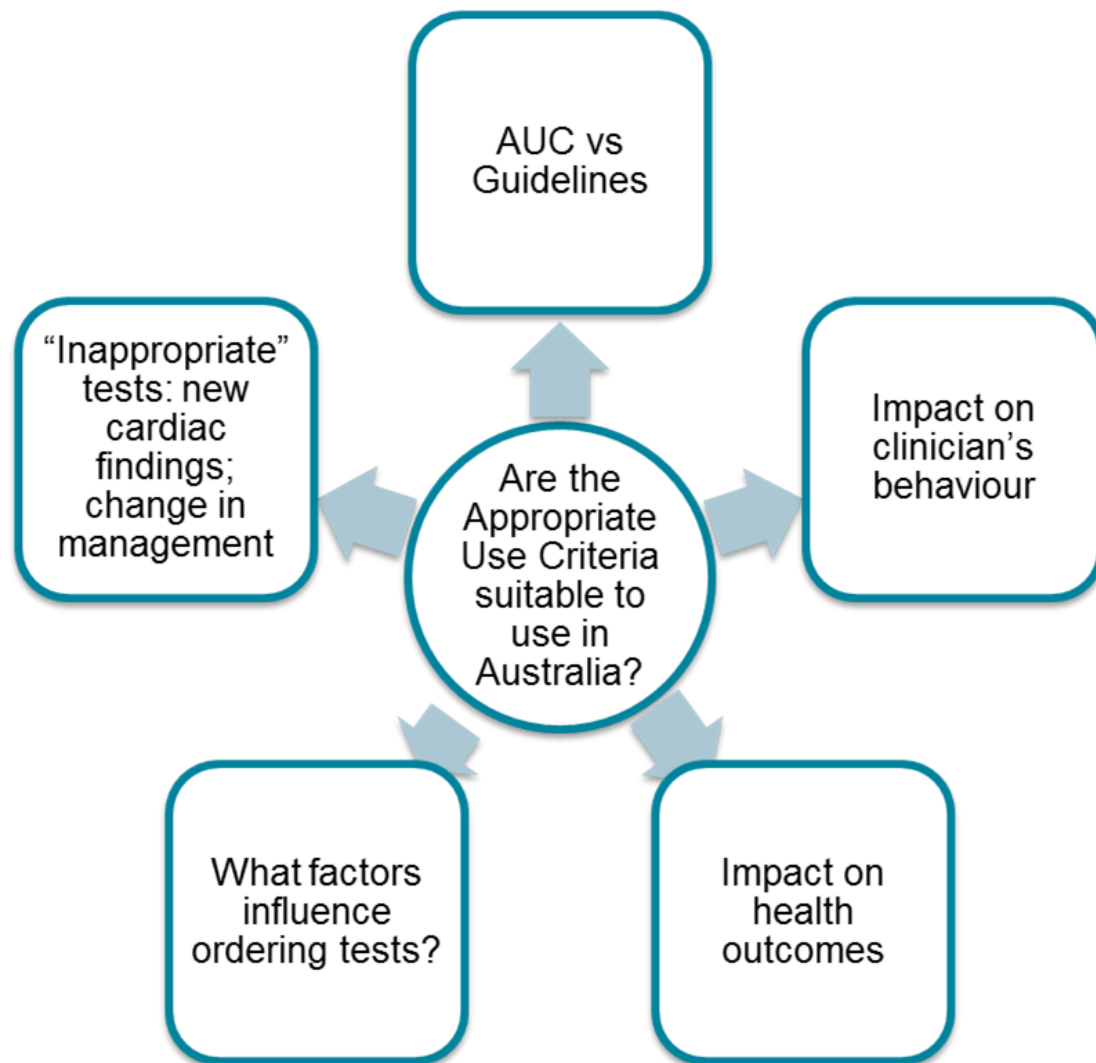 AUC vs
Guidelines
“Inappropriate”
tests: new
cardiac
findings;
change in
management
Are the
Appropriate
Use Criteria
suitable to
use in
Australia?
Impact on
clinician’s
behaviour
What factors
influence
ordering tests?
Impact on
health
outcomes